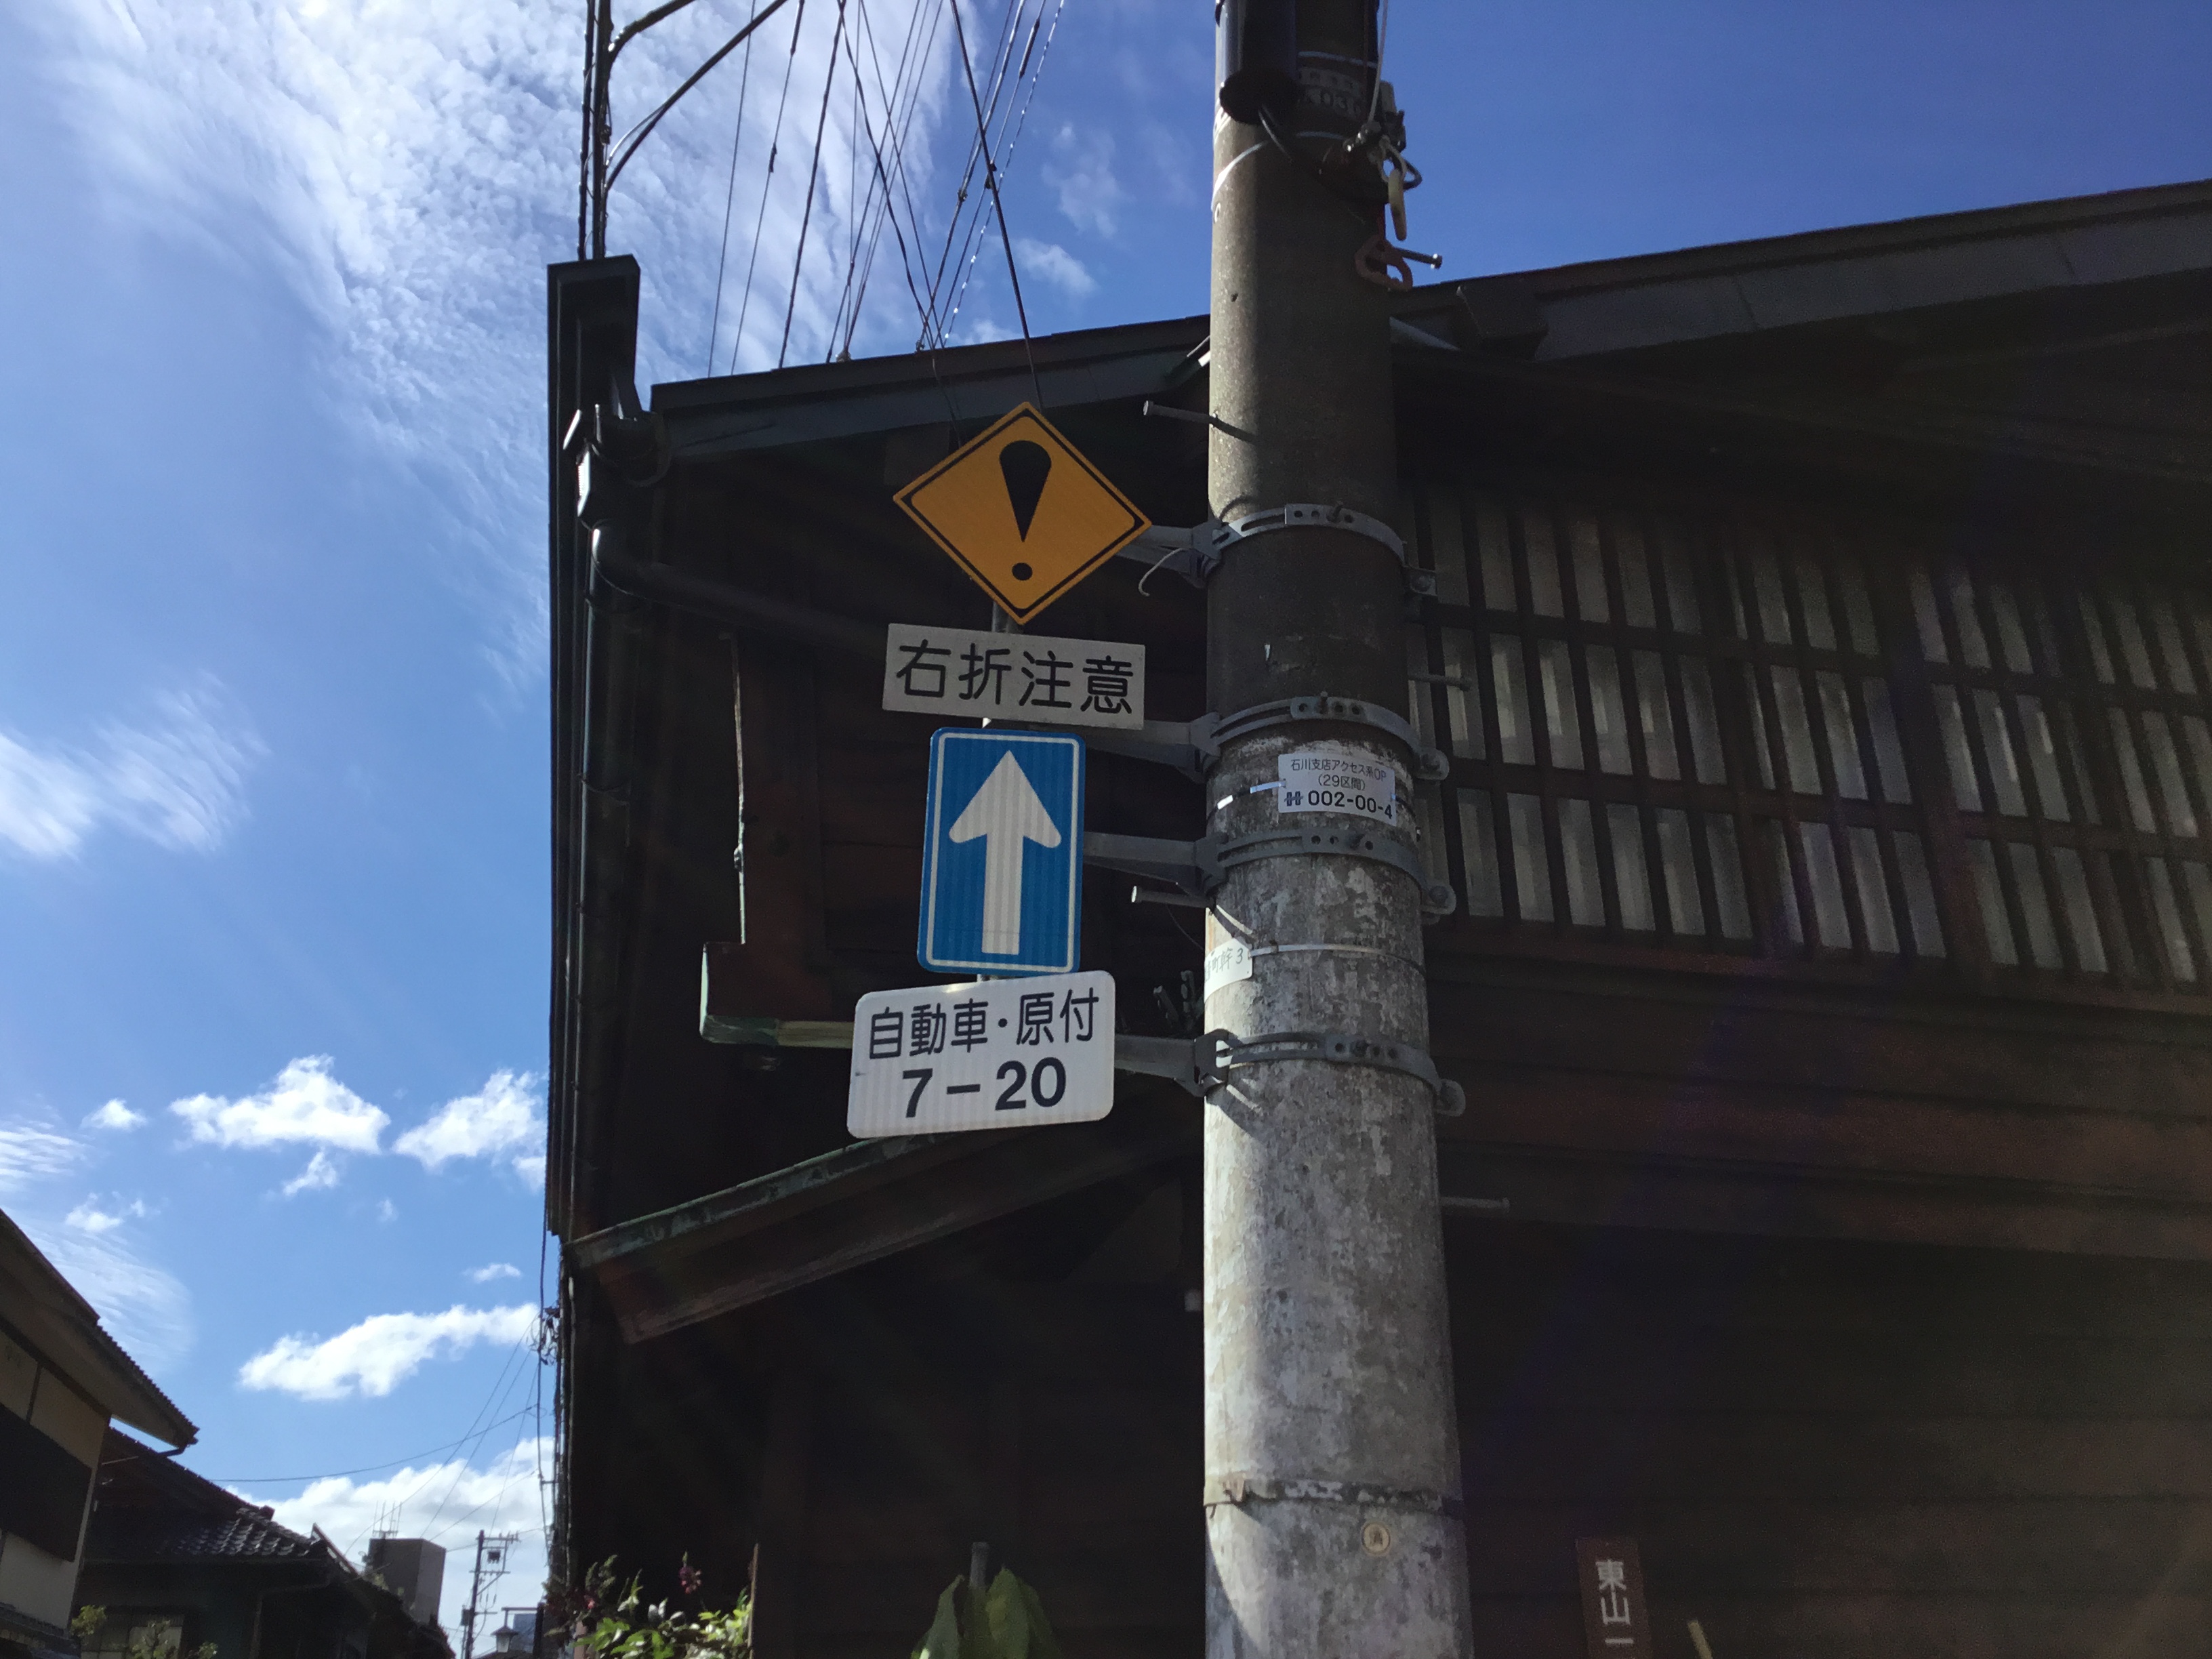 右折注意
石川支店アクセス系OP
(29区間)
002-00-4
自動車・原付
7-20
東山一